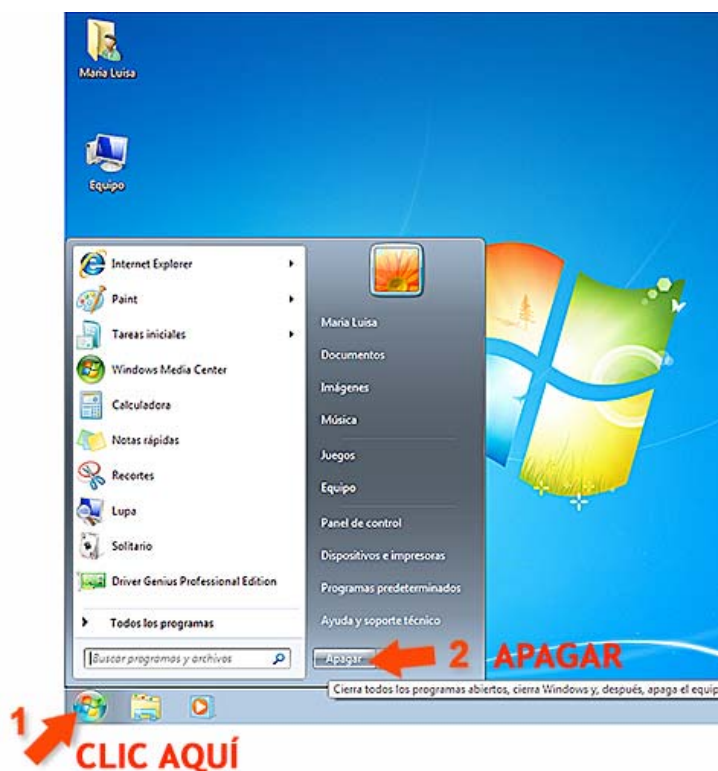 Maria Luisa
Equipo
Internet Explorer
Paint
Tareas iniciales
Windows Media Center
Calculadora
Notas rápidas
Recortes
Lupa
Solitario
Driver Genius Professional Edition
Todos los programas
Buscar programas y archivos
Maria Luisa
Documentos
Imágenes
Música
Juegos
Equipo
Panel de control
Dispositivos e impresoras
Programas predeterminados
Ayuda y soporte técnico
Apagar
2 APAGAR
Cierra todos los programas abiertos, cierra Windows y, después, apaga el equip
1
CLIC AQUÍ